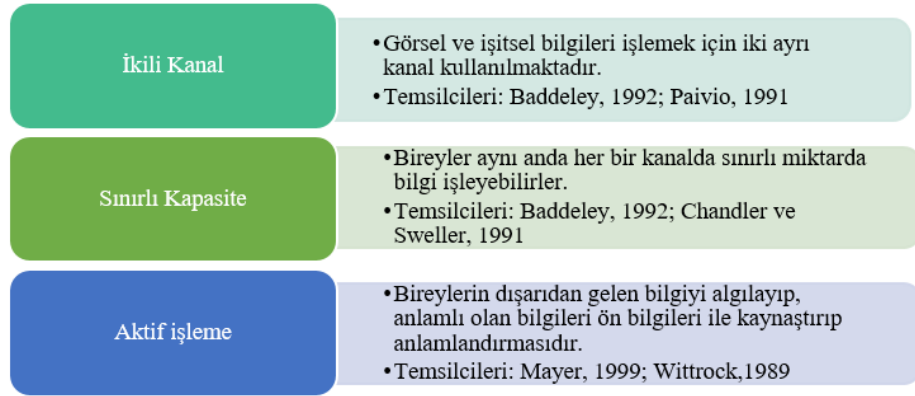 İkili Kanal
•Görsel ve işitsel bilgileri işlemek için iki ayrı
kanal kullanılmaktadır.
•Temsilcileri: Baddeley, 1992; Paivio, 1991
Sınırlı Kapasite
•Bireyler aynı anda her bir kanalda sınırlı miktarda
bilgi işleyebilirler.
•Temsilcileri: Baddeley, 1992; Chandler ve
Sweller, 1991
Aktif işleme
•Bireylerin dışarıdan gelen bilgiyi algılayıp,
anlamlı olan bilgileri ön bilgileri ile kaynaştırıp
anlamlandırmasıdır.
•Temsilcileri: Mayer, 1999; Wittrock,1989